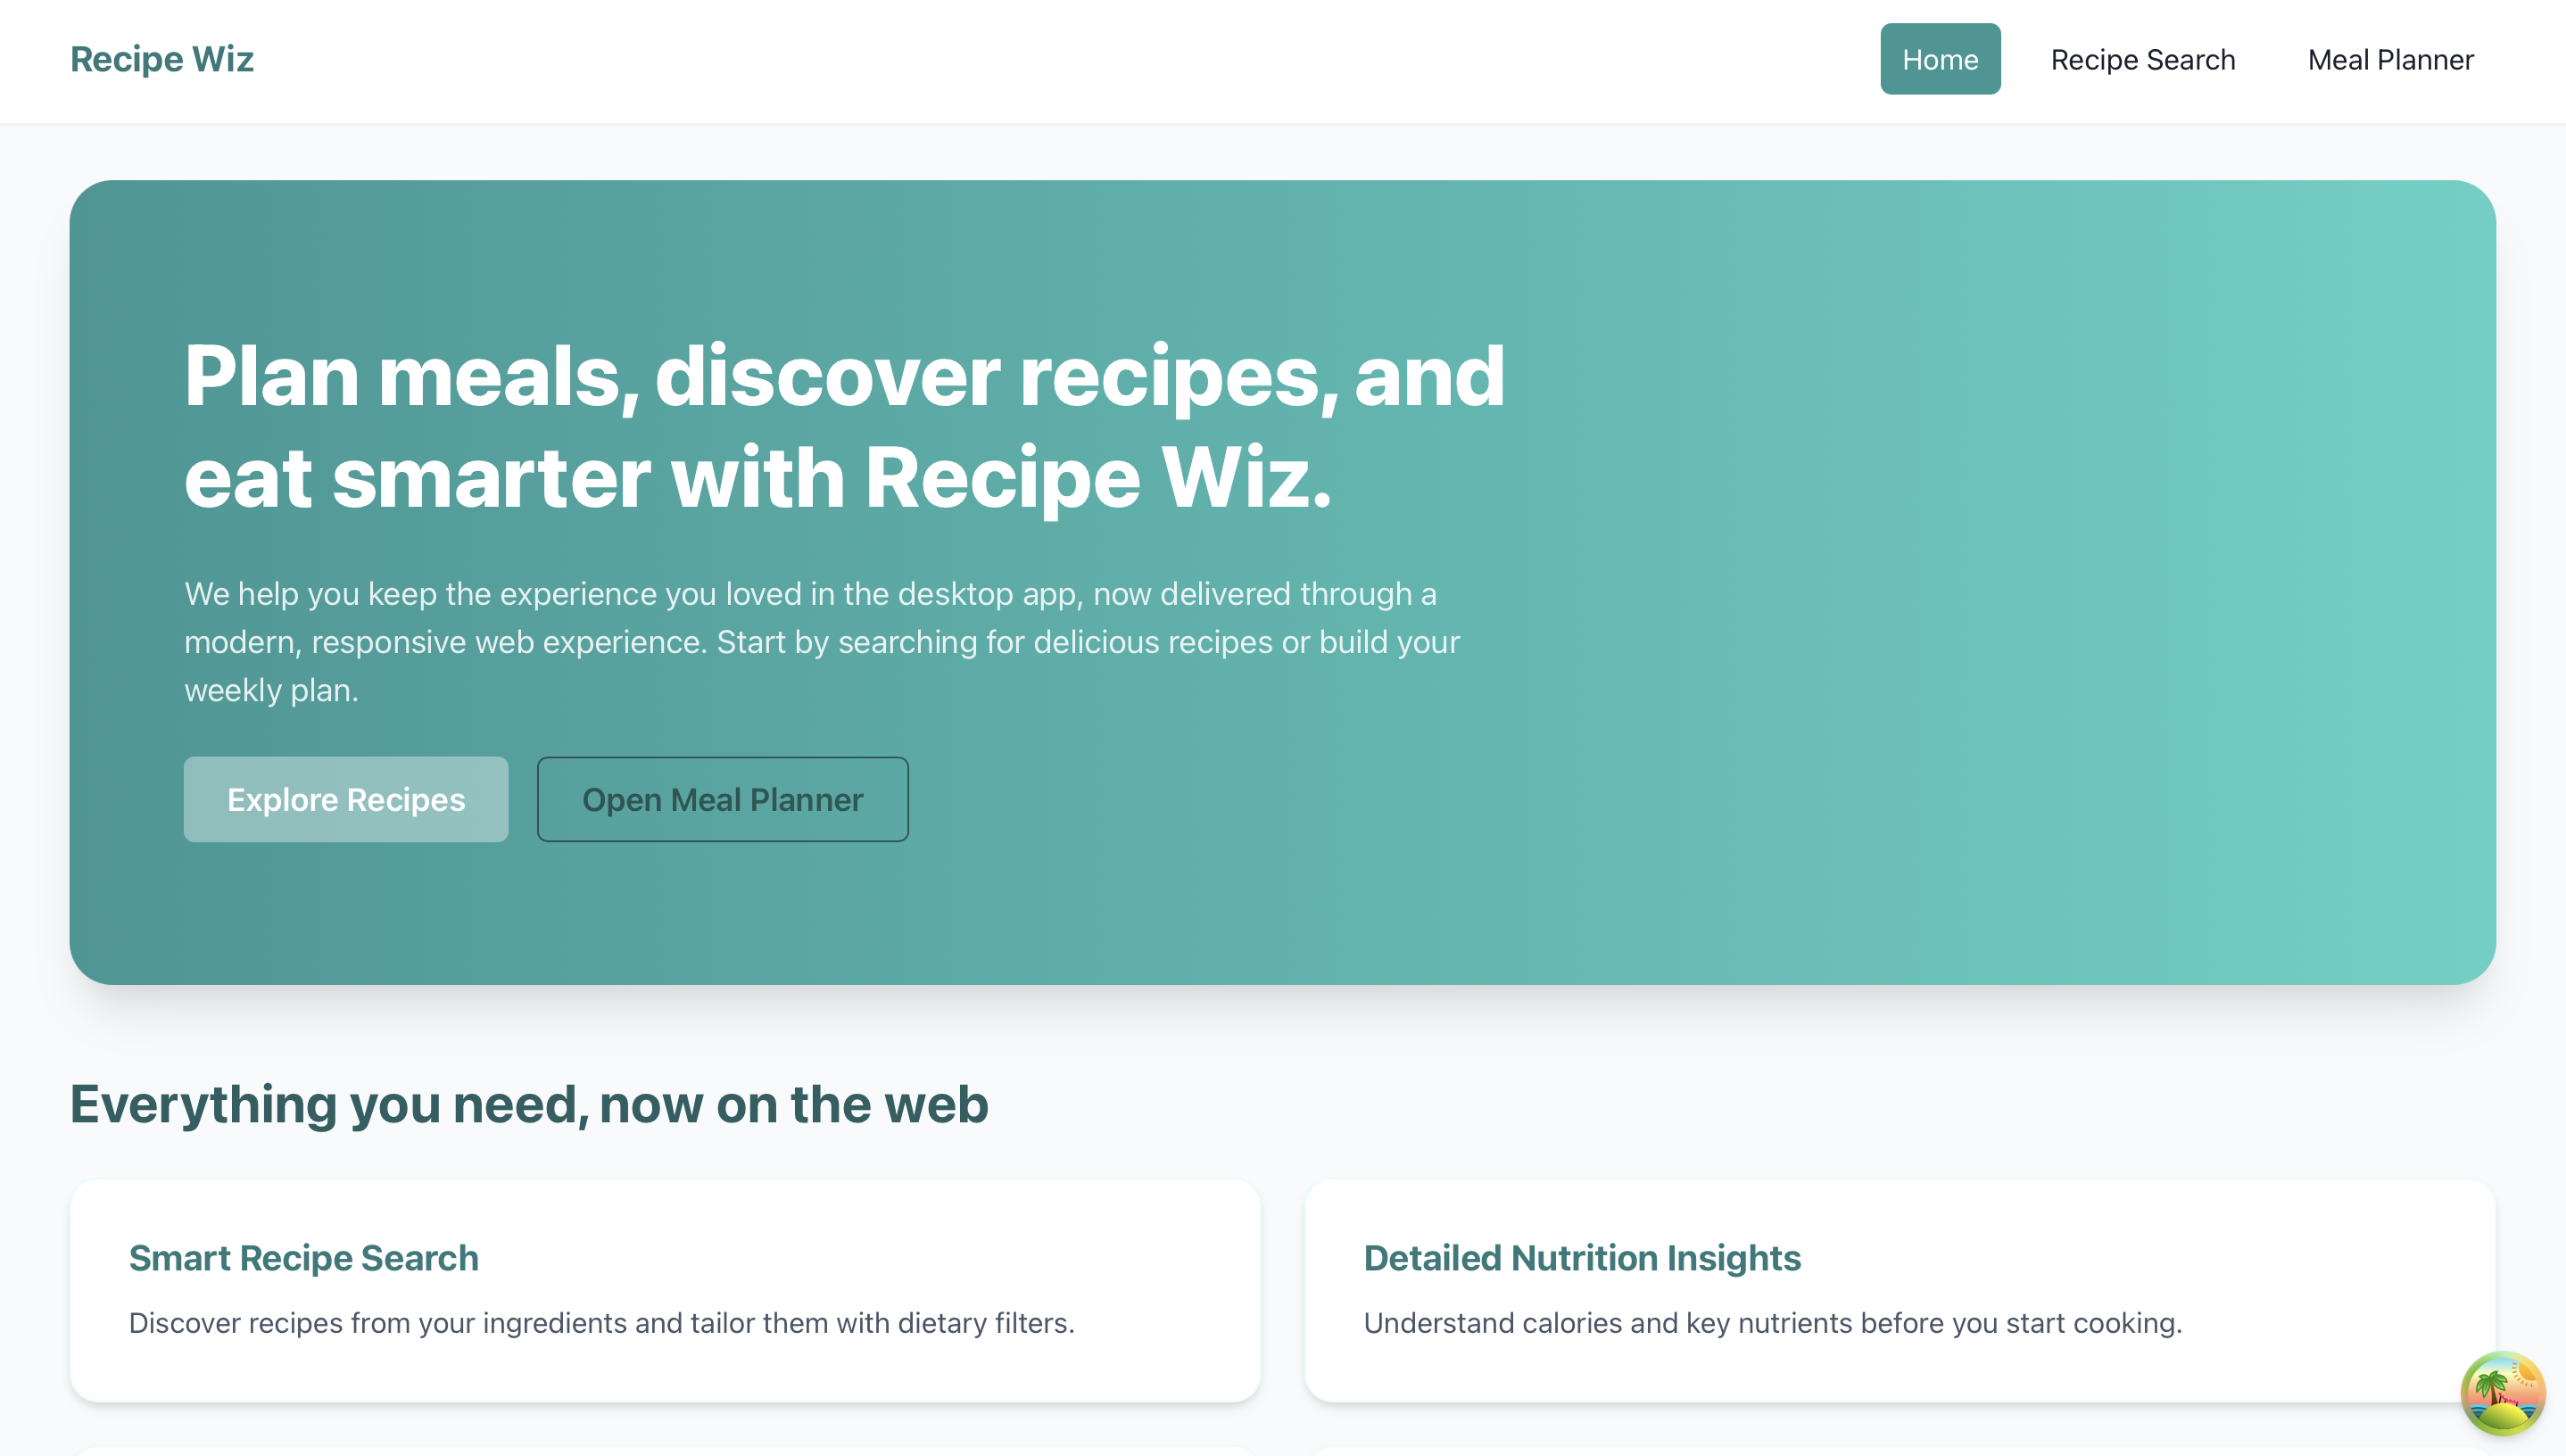 Recipe Wiz
Home
Recipe Search
Meal Planner
Plan meals, discover recipes, and
eat smarter with Recipe Wiz.
We help you keep the experience you loved in the desktop app, now delivered through a
modern, responsive web experience. Start by searching for delicious recipes or build your
weekly plan.
Explore Recipes
Open Meal Planner
Everything you need, now on the web
Smart Recipe Search
Discover recipes from your ingredients and tailor them with dietary filters.
Detailed Nutrition Insights
Understand calories and key nutrients before you start cooking.